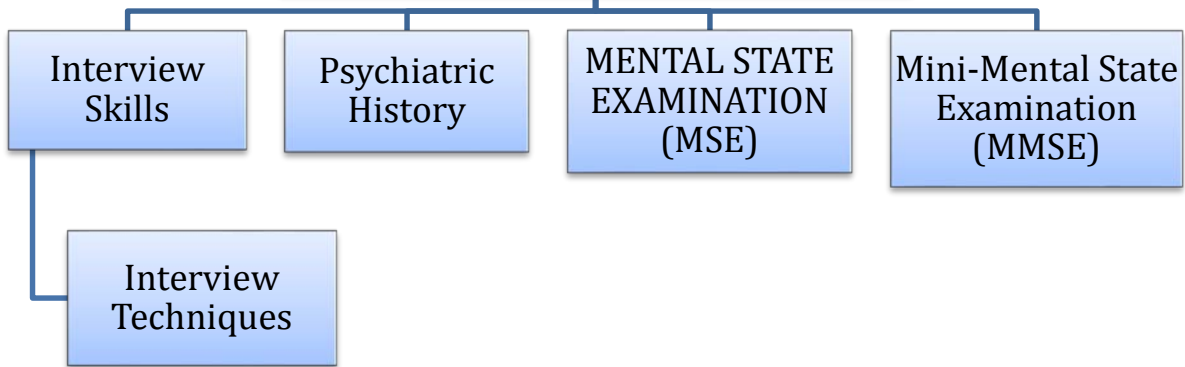 Interview
Skills
Psychiatric
History
MENTAL STATE
EXAMINATION
(MSE)
Mini-Mental State
Examination
(MMSE)
Interview
Techniques